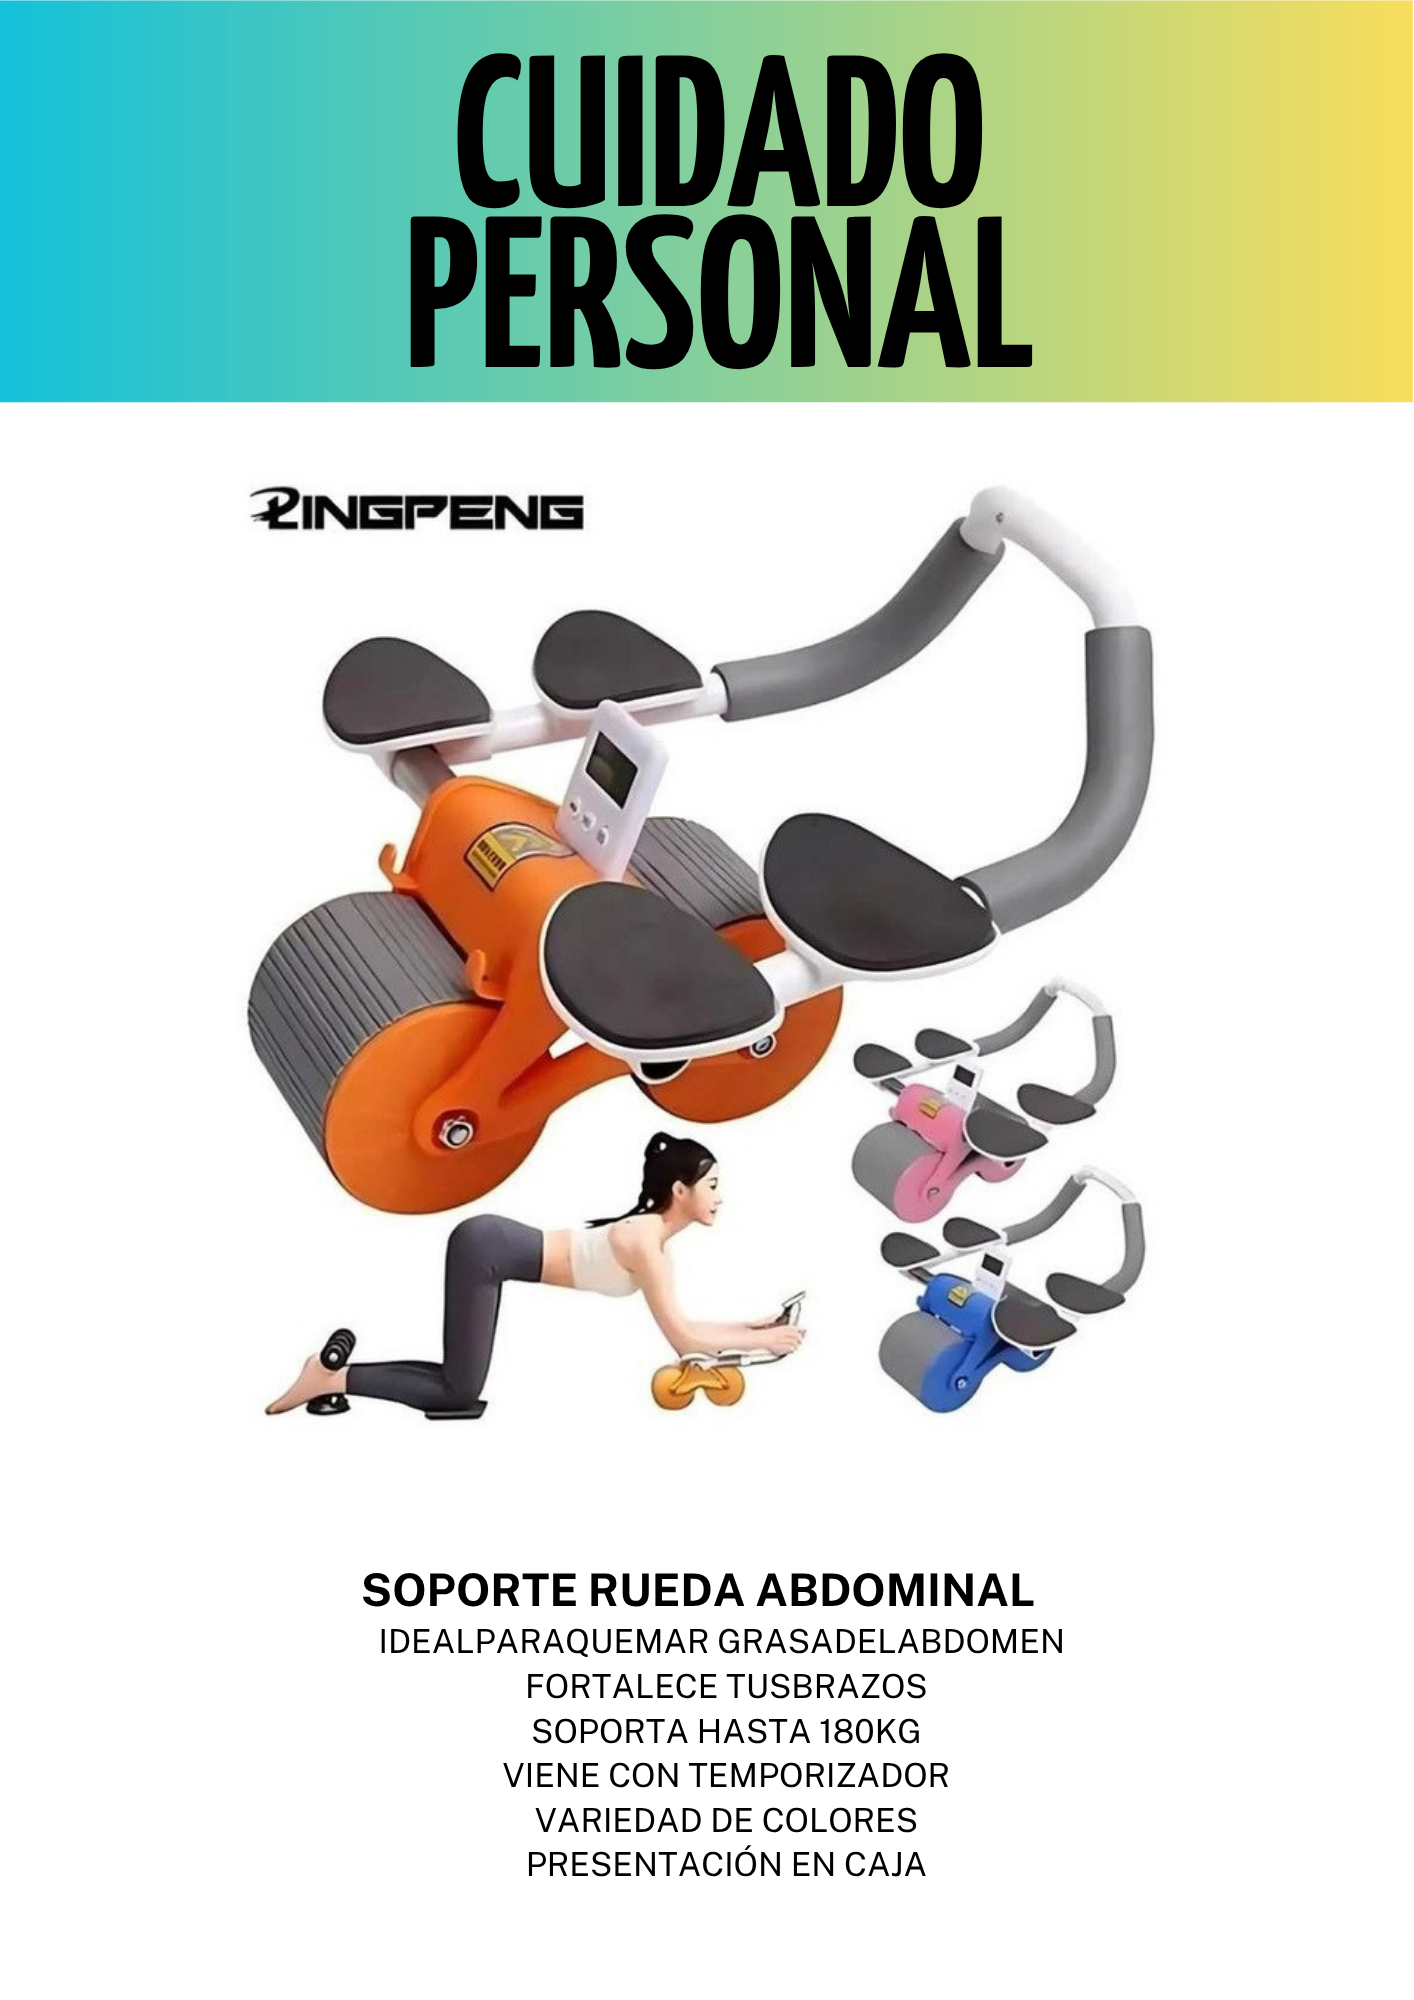 CUIDADO
PERSONAL
RINGPENG
SOPORTE RUEDA ABDOMINAL
IDEALPARAQUEMAR GRASADELABDOMEN
FORTALECE TUSBRAZOS
SOPORTA HASTA 180KG
VIENE CON TEMPORIZADOR
VARIEDAD DE COLORES
PRESENTACIÓN EN CAJA